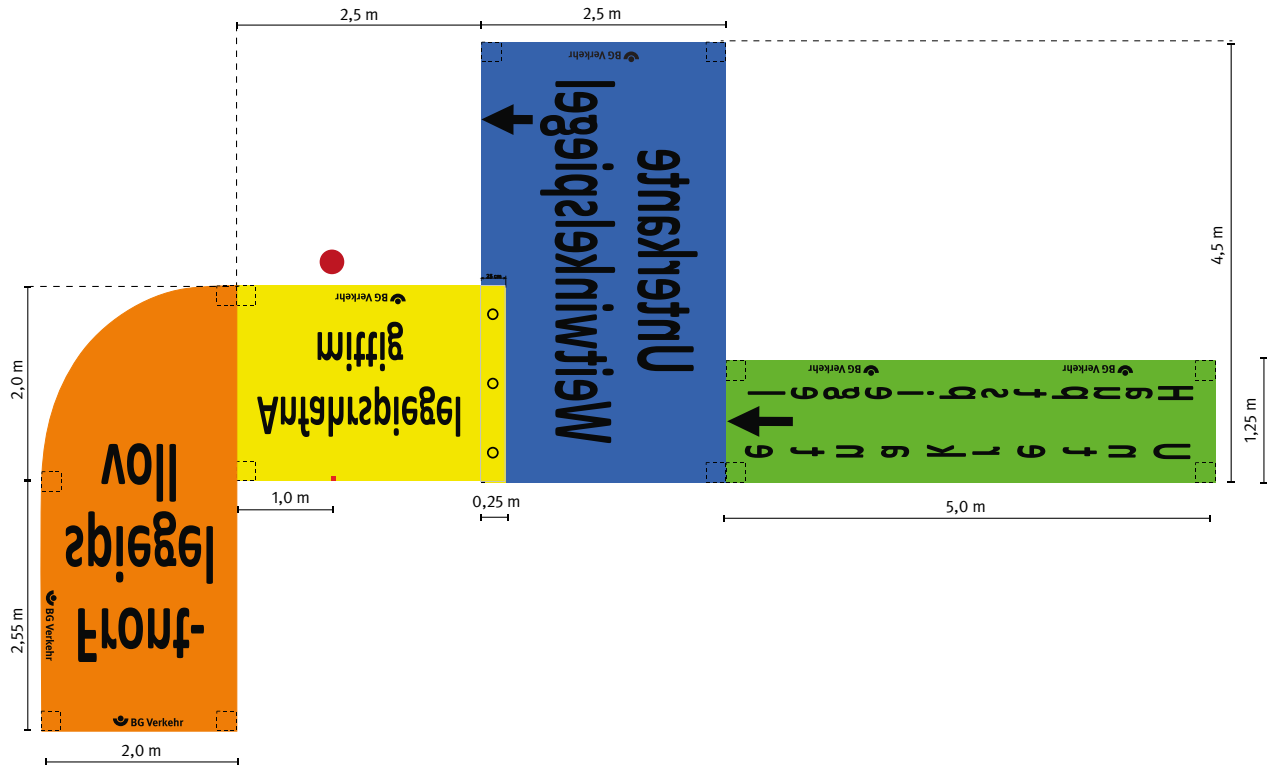 2,5 m
2,5 m
BG Verkehr
Unterkante
Weitwinkelspiegel
4,5 m
BG Verkehr
Anfahrspiegel
mittig
2,0 m
Front-
spiegel
voll
BG Verkehr
BG Verkehr
2,55 m
2,0 m
1,0 m
0,25 m
BG Verkehr
BG Verkehr
Unterkante
Hauptspiegel
1,25 m
5,0 m